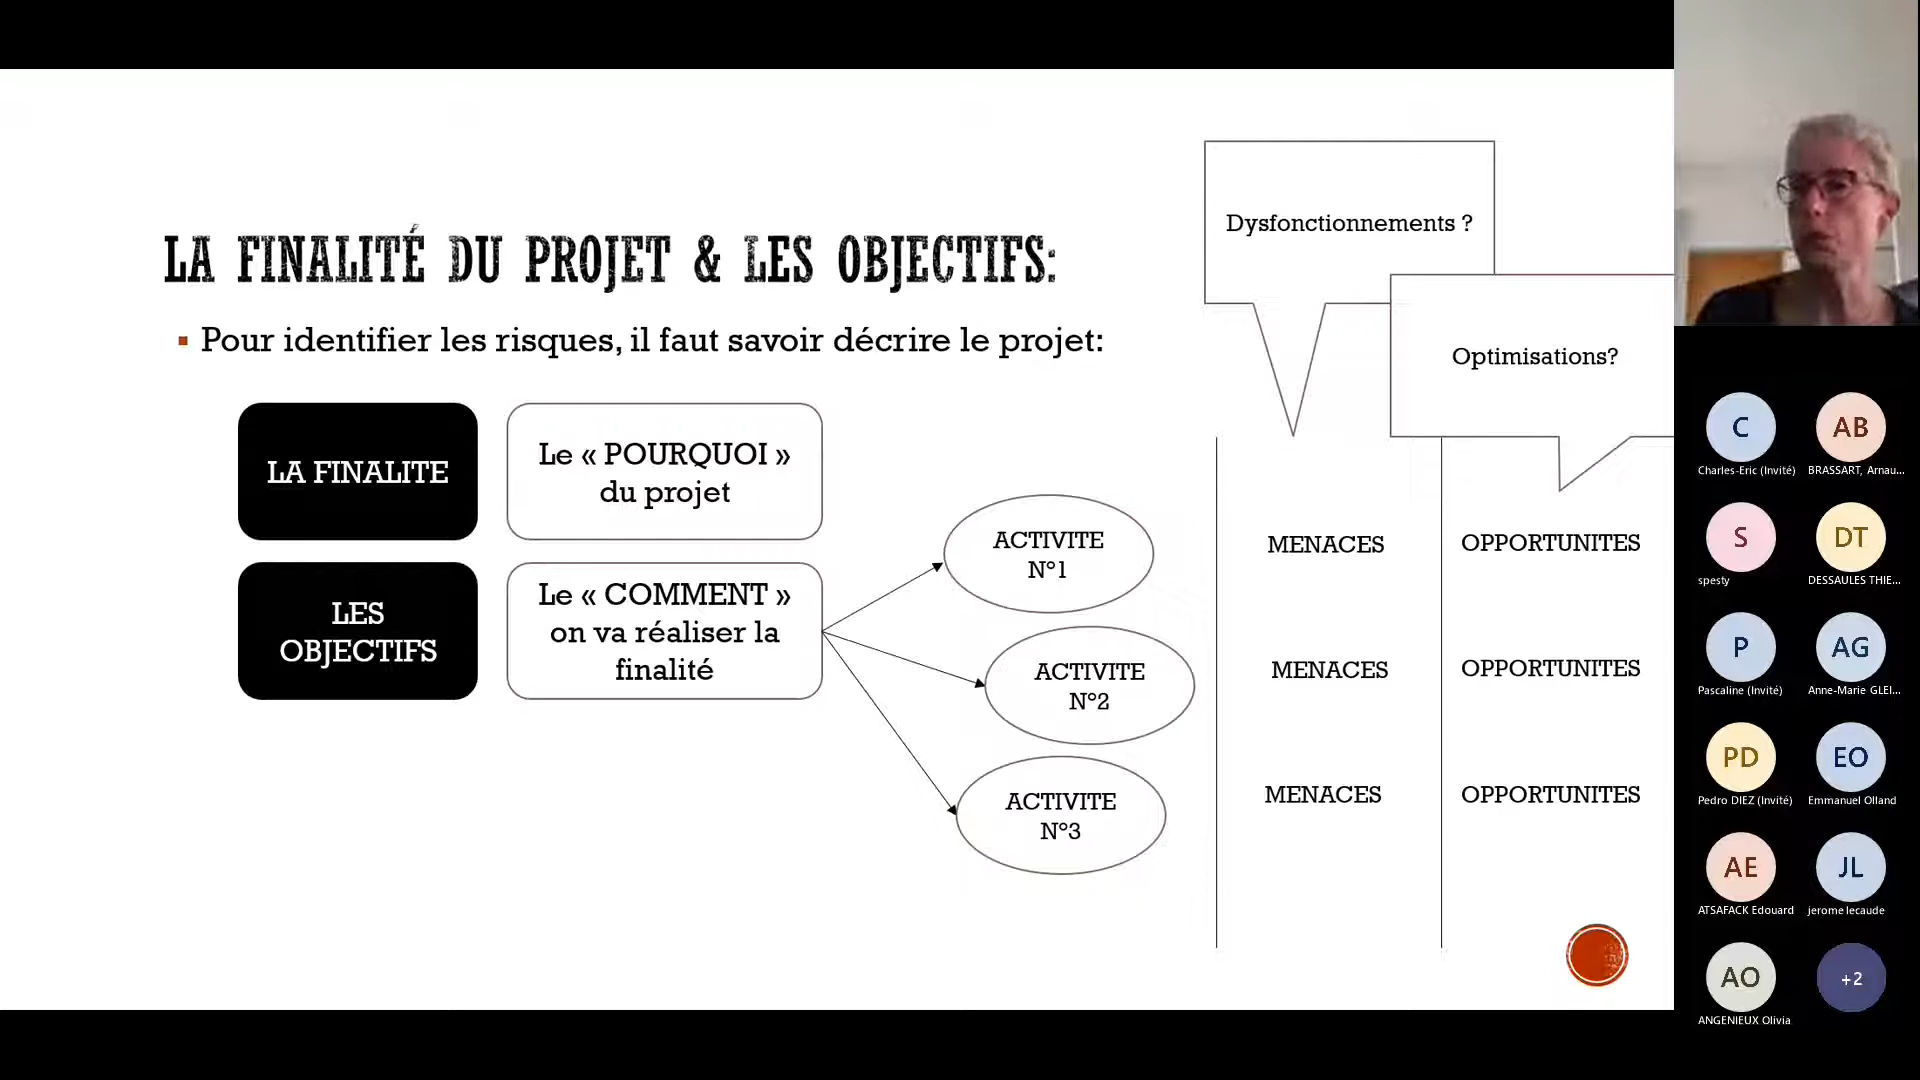 LA FINALITÉ DU PROJET & LES OBJECTIFS:
Pour identifier les risques, il faut savoir décrire le projet:
Dysfonctionnements ?
Optimisations?
LA FINALITE
Le « POURQUOI »
du projet
LES
OBJECTIFS
Le « COMMENT »
on va réaliser la
finalité
ACTIVITE
N°1
MENACES
OPPORTUNITES
ACTIVITE
N°2
MENACES
OPPORTUNITES
ACTIVITE
N°3
MENACES
OPPORTUNITES
C
Charles-Eric (Invité)
AB
BRASSART, Arnau...
S
spesty
DT
DESSAULES THIE...
P
Pascaline (Invité)
AG
Anne-Marie GLEI...
PD
Pedro DIEZ (Invité)
EO
Emmanuel Olland
AE
ATSAFACK Edouard
JL
jerome lecaude
AO
ANGENIEUX Olivia
+2